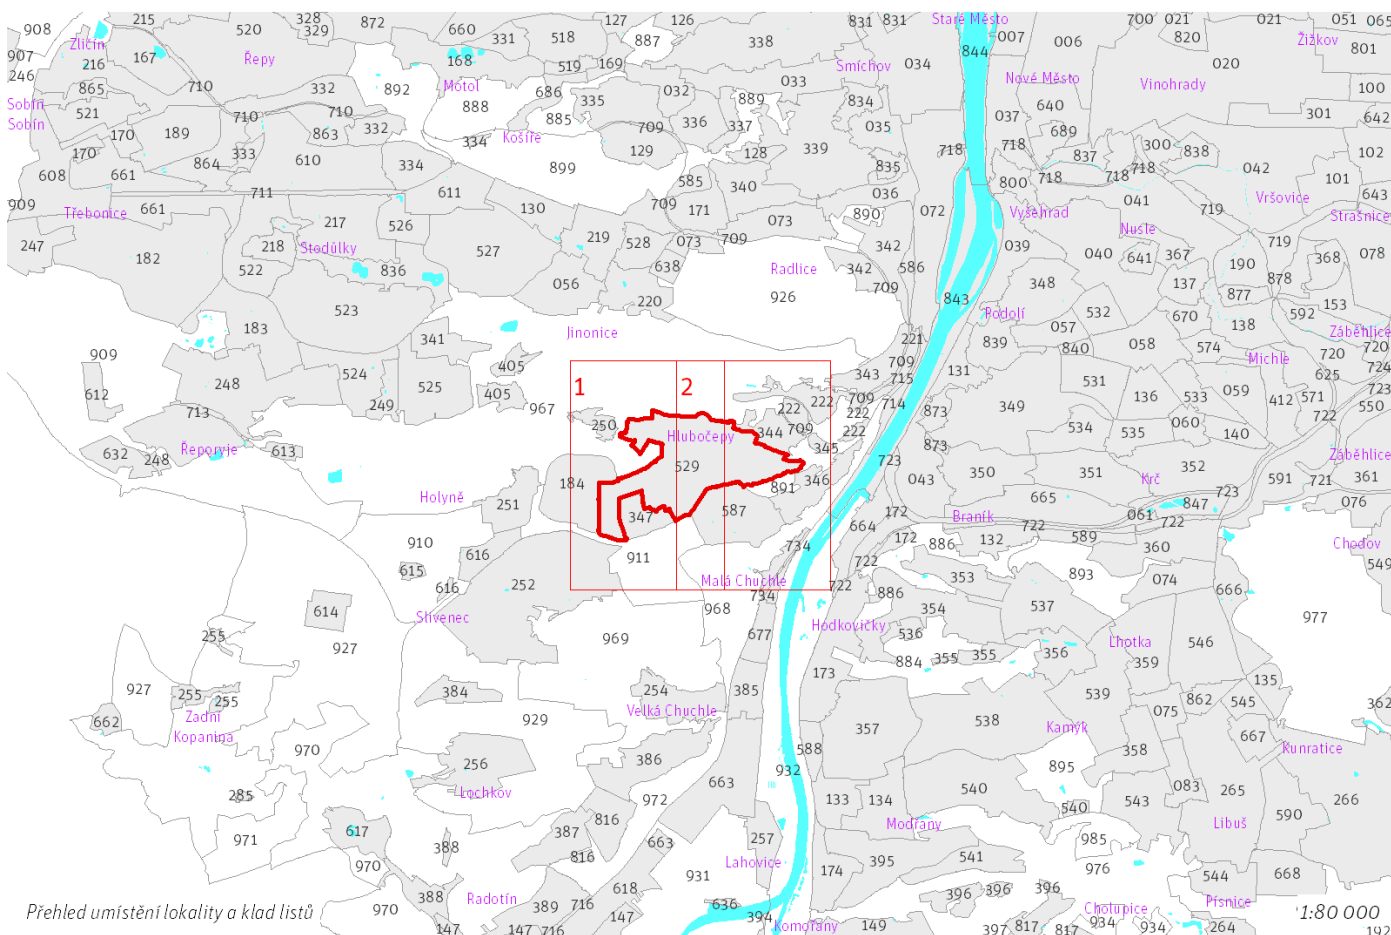 908 215 520 328 329 872 660 127 126 831 831 Staré Město 700 021 021 051 065
331 518 887 338 844 007 006 820 Žižkov 801
907 Zličín 167 Řepy 168 519 169 Smíchov 034 020
246 216 710 332 892 Motol 686 335 032 033 Nové Město Vinohrady 100
865 888 885 889 834 640 301 642
Sobín 521 710 710 332 334 Košíře 709 336 337 035 037 689
Sobín 170 189 863 899 129 128 339 718 718 837 300 838 102
170 333 610 334 585 340 835 718 718 042
608 661 864 711 611 800 718 101
909 Třebonice 661 217 526 130 709 171 036 072 Vyšehrad 041 719 Vršovice 643
247 182 218 Stodůlky 527 219 528 073 709 073 890 039 Nusle Strašnice
522 836 638 Radlice 342 342 586 040 641 367 719 368 078
523 056 220 926 709 348 137 190 878
183 341 Jinonice 843 Podolí 532 670 877 592 153
909 405 221 839 057 840 058 574 138 Záběhlice
612 248 524 525 405 1 2 343 709 715 131 531 Michle 720 720
249 967 222 222 709 714 349 136 533 059 625 724
713 250 344 709 222 873 534 535 060 412 571 723
632 Řeporyje 613 Hlubočepy 345 222 873 140 722 550
248 184 529 891 346 723 043 350 351 Krč 352 Záběhlice
Holyně 251 347 587 665 847 723 591 721 361
910 616 911 734 664 172 Braník 722 061 722 076
615 252 Malá Chuchle 722 172 886 132 589 360 Chodov
614 616 968 734 722 886 353 893 074 666 549
255 Slivenec 969 677 Hodkovičky 354 537 977
927 536 Lhotka 546
884 355 355 356 359
927 255 255 384 254 385 173 539 135
662 Zadní 929 Velká Chuchle 357 538 Kamýk 075 862 545 362
Kopanina 970 386 588 358 667 Kunratice
256 663 932 895
285 Lochkov 972 133 134 540 540 543 083 265 266
971 617 816 257 Modřany 985 Libuš 590
388 387 663
970 816 Lahovice 174 395 541 976
388 Radotín 618 931 396 396 396 544 668
970 389 716 636 Cholupice Písnice
147 147 716 147 394 Komořany 149 397 817 934 934 264 192
Přehled umístění lokality a klad listů
1:80 000